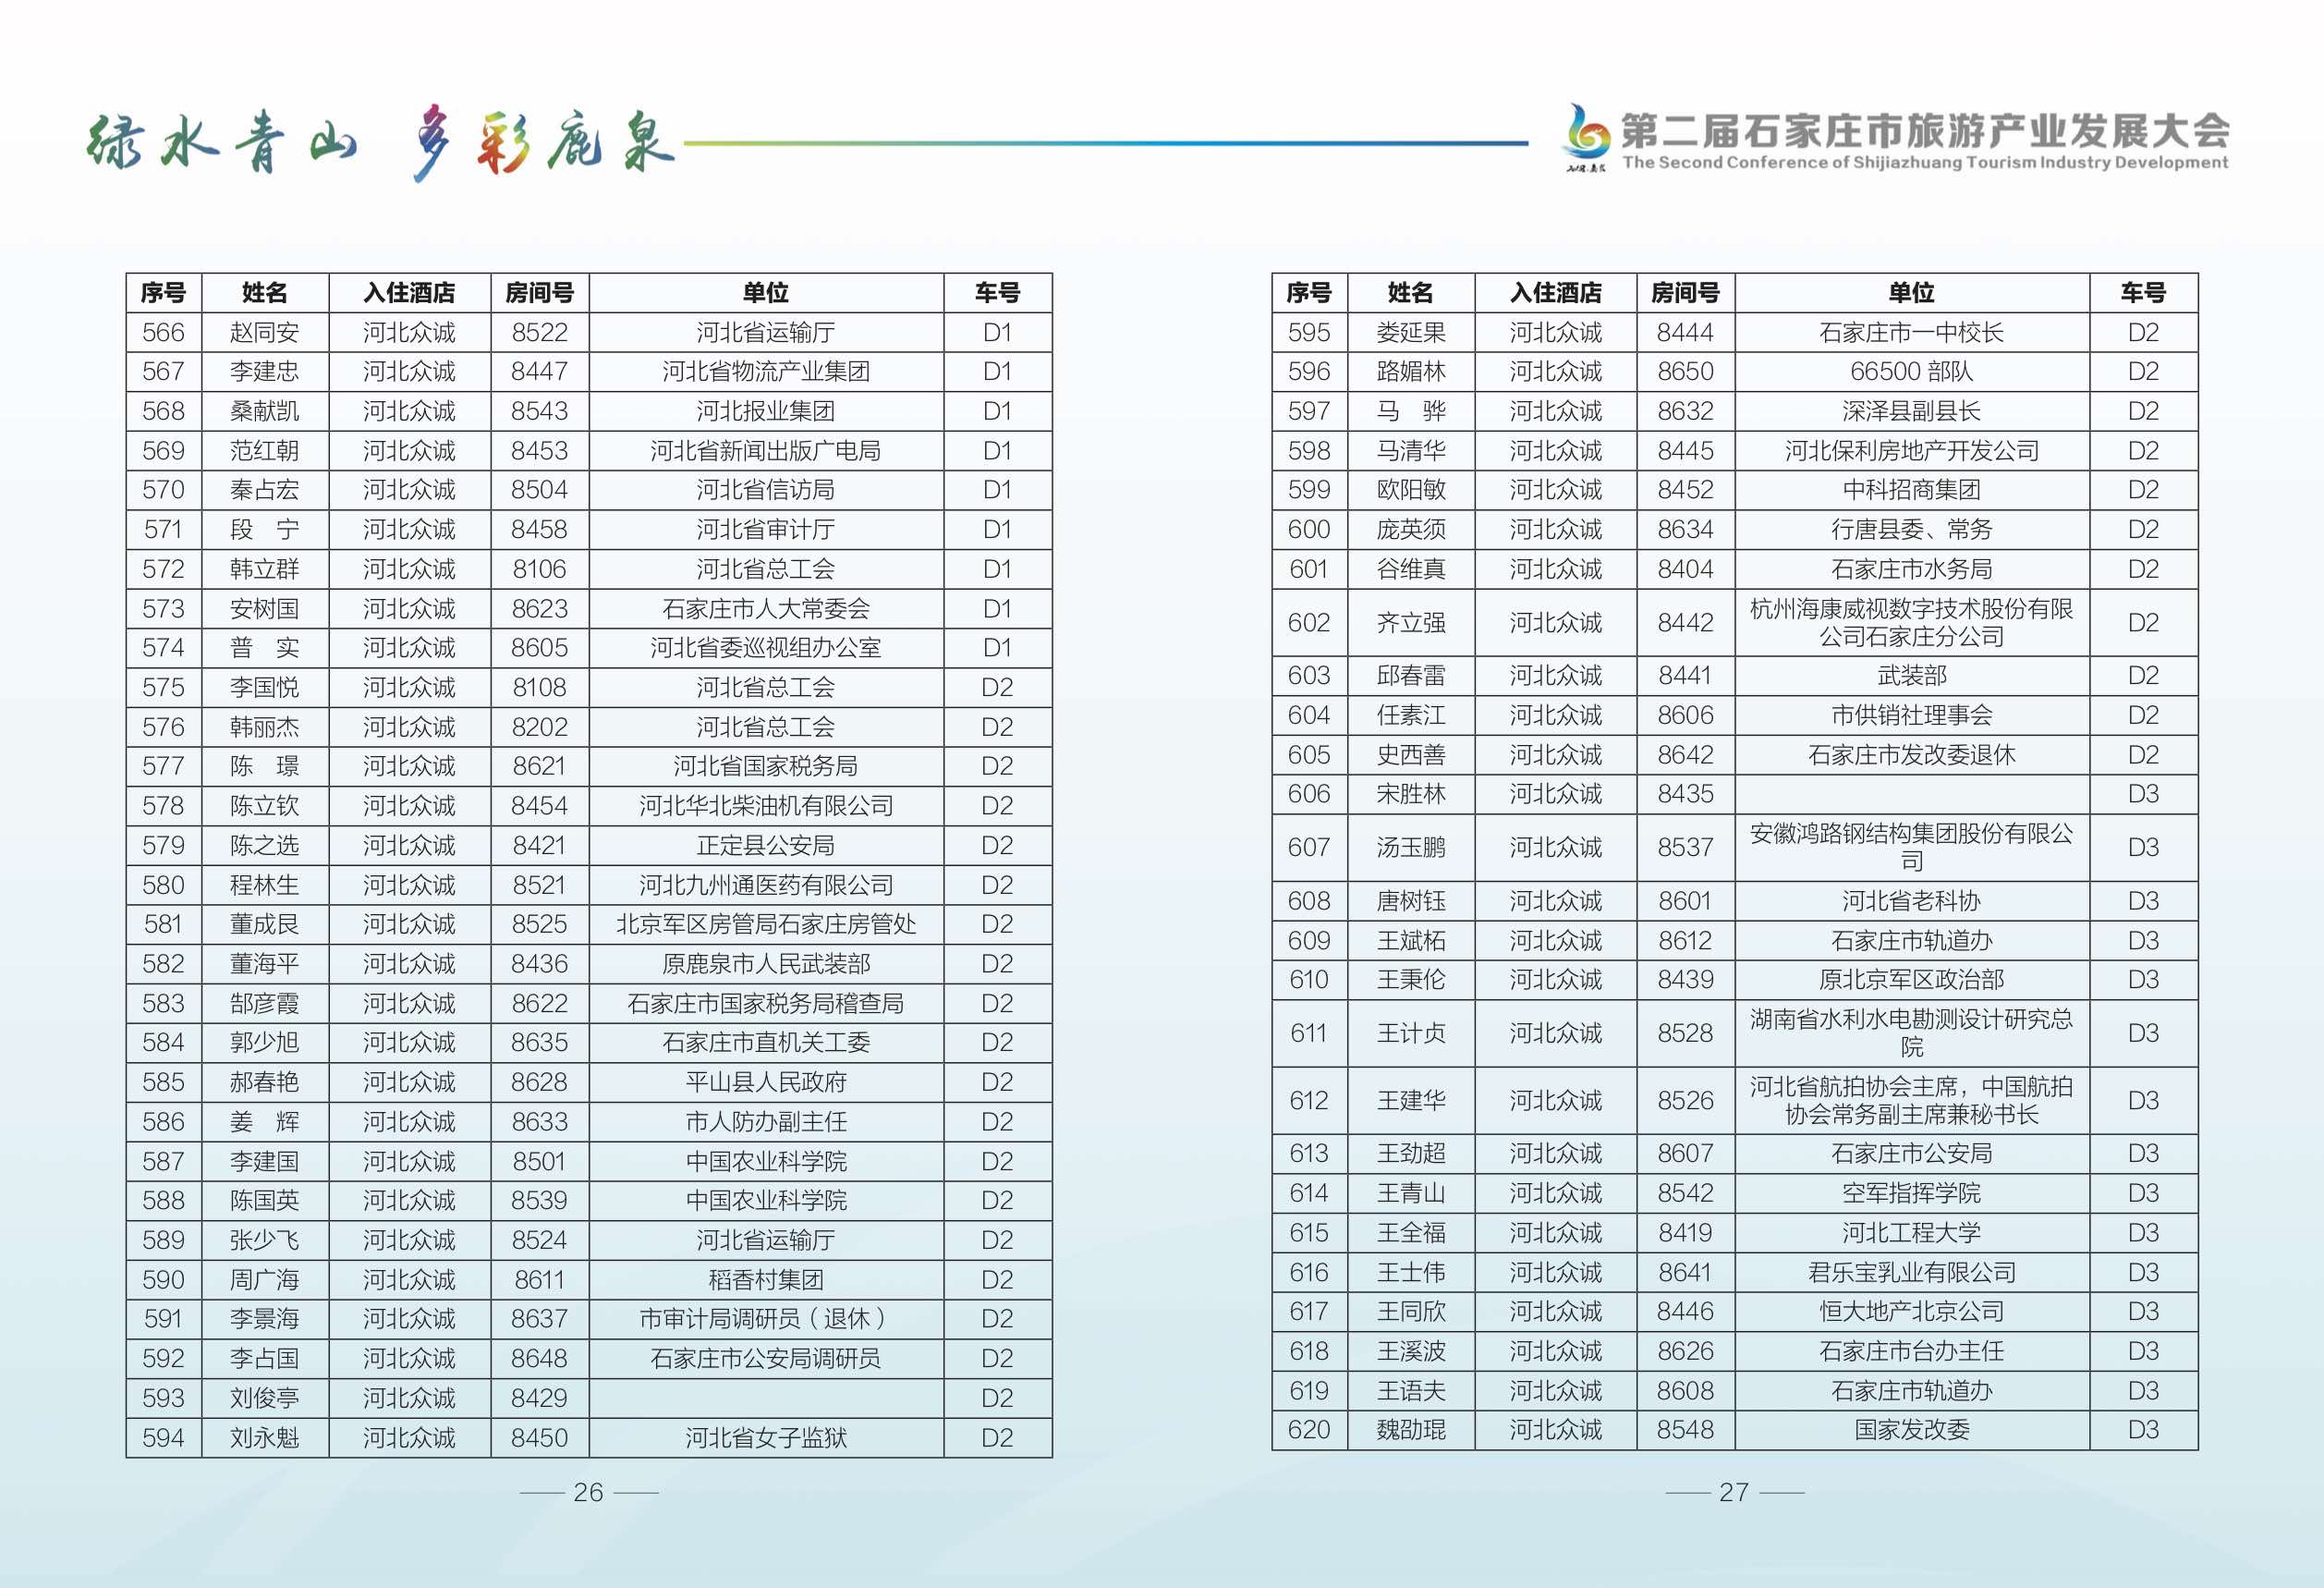 绿水青山 多彩鹿泉
第二届石家庄市旅游产业发展大会
The Second Conference of Shijiazhuang Tourism Industry Development
序号 姓名 入住酒店 房间号 单位 车号
566 赵同安 河北众诚 8522 河北省运输厅 D1
567 李建忠 河北众诚 8447 河北省物流产业集团 D1
568 桑献凯 河北众诚 8543 河北报业集团 D1
569 范红朝 河北众诚 8453 河北省新闻出版广电局 D1
570 秦占宏 河北众诚 8504 河北省信访局 D1
571 段 宁 河北众诚 8458 河北省审计厅 D1
572 韩立群 河北众诚 8106 河北省总工会 D1
573 安树国 河北众诚 8623 石家庄市人大常委会 D1
574 普 实 河北众诚 8605 河北省委巡视组办公室 D1
575 李国悦 河北众诚 8108 河北省总工会 D2
576 韩丽杰 河北众诚 8202 河北省总工会 D2
577 陈 璟 河北众诚 8621 河北省国家税务局 D2
578 陈立钦 河北众诚 8454 河北华北柴油机有限公司 D2
579 陈之选 河北众诚 8421 正定县公安局 D2
580 程林生 河北众诚 8521 河北九州通医药有限公司 D2
581 董成艮 河北众诚 8525 北京军区房管局石家庄房管处 D2
582 董海平 河北众诚 8436 原鹿泉市人民武装部 D2
583 郜彦霞 河北众诚 8622 石家庄市国家税务局稽查局 D2
584 郭少旭 河北众诚 8635 石家庄市直机关工委 D2
585 郝春艳 河北众诚 8628 平山县人民政府 D2
586 姜 辉 河北众诚 8633 市人防办副主任 D2
587 李建国 河北众诚 8501 中国农业科学院 D2
588 陈国英 河北众诚 8539 中国农业科学院 D2
589 张少飞 河北众诚 8524 河北省运输厅 D2
590 周广海 河北众诚 8611 稻香村集团 D2
591 李景海 河北众诚 8637 市审计局调研员（退休） D2
592 李占国 河北众诚 8648 石家庄市公安局调研员 D2
593 刘俊亭 河北众诚 8429 D2
594 刘永魁 河北众诚 8450 河北省女子监狱 D2
26
序号 姓名 入住酒店 房间号 单位 车号
595 娄延果 河北众诚 8444 石家庄市一中校长 D2
596 路媚林 河北众诚 8650 66500 部队 D2
597 马 骅 河北众诚 8632 深泽县副县长 D2
598 马清华 河北众诚 8445 河北保利房地产开发公司 D2
599 欧阳敏 河北众诚 8452 中科招商集团 D2
600 庞英须 河北众诚 8634 行唐县委、常务 D2
601 谷维真 河北众诚 8404 石家庄市水务局 D2
602 齐立强 河北众诚 8442 杭州海康威视数字技术股份有限
公司石家庄分公司 D2
603 邱春雷 河北众诚 8441 武装部 D2
604 任素江 河北众诚 8606 市供销社理事会 D2
605 史西善 河北众诚 8642 石家庄市发改委退休 D2
606 宋胜林 河北众诚 8435 D3
607 汤玉鹏 河北众诚 8537 安徽鸿路钢结构集团股份有限公
司 D3
608 唐树钰 河北众诚 8601 河北省老科协 D3
609 王斌柘 河北众诚 8612 石家庄市轨道办 D3
610 王秉伦 河北众诚 8439 原北京军区政治部 D3
611 王计贞 河北众诚 8528 湖南省水利水电勘测设计研究总
院 D3
612 王建华 河北众诚 8526 河北省航拍协会主席，中国航拍
协会常务副主席兼秘书长 D3
613 王劲超 河北众诚 8607 石家庄市公安局 D3
614 王青山 河北众诚 8542 空军指挥学院 D3
615 王全福 河北众诚 8419 河北工程大学 D3
616 王士伟 河北众诚 8641 君乐宝乳业有限公司 D3
617 王同欣 河北众诚 8446 恒大地产北京公司 D3
618 王溪波 河北众诚 8626 石家庄市台办主任 D3
619 王语夫 河北众诚 8608 石家庄市轨道办 D3
620 魏劭琨 河北众诚 8548 国家发改委 D3
27